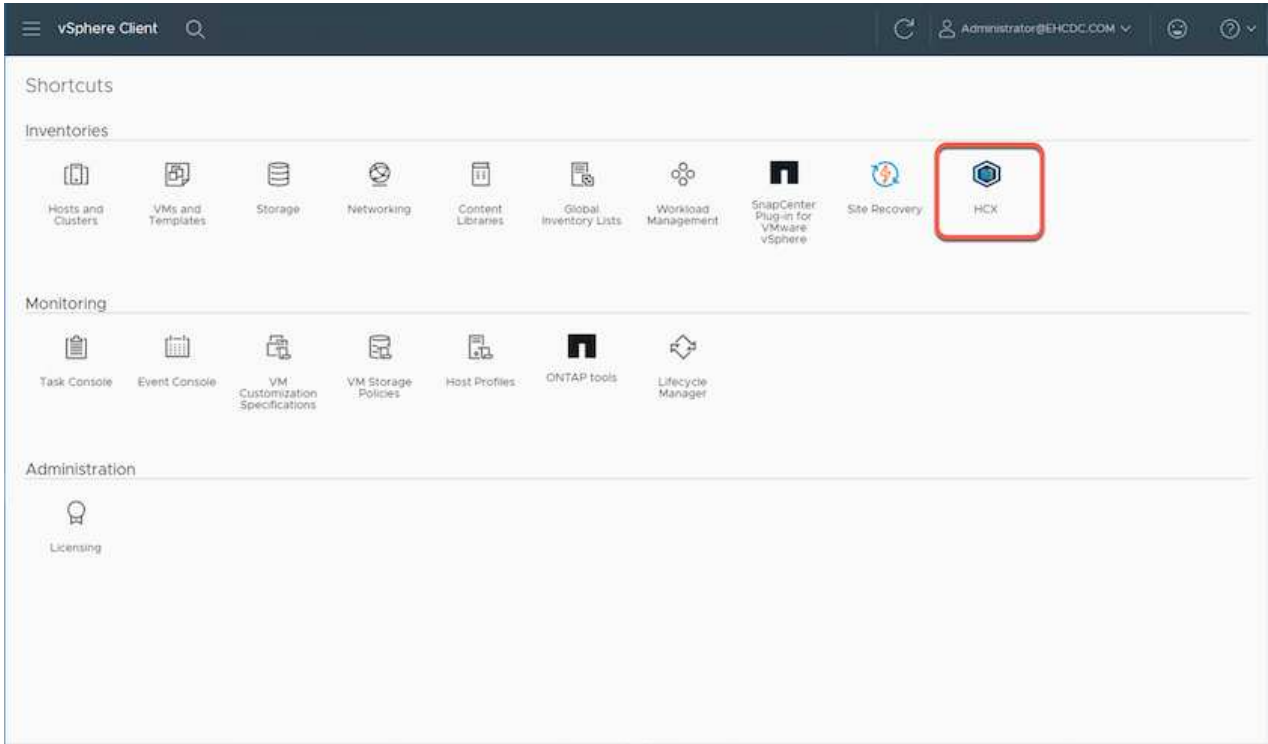 vSphere Client
Administrator@EHCDC.COM
Shortcuts
Inventories
Hosts and
Clusters
VMs and
Templates
Storage
Networking
Content
Libraries
Global
Inventory Lists
Workload
Management
SnapCenter
Plug-in for
VMware
vSphere
Site Recovery
HCX
Monitoring
Task Console
Event Console
VM
Customization
Specifications
VM Storage
Policies
Host Profiles
ONTAP tools
Lifecycle
Manager
Administration
Licensing